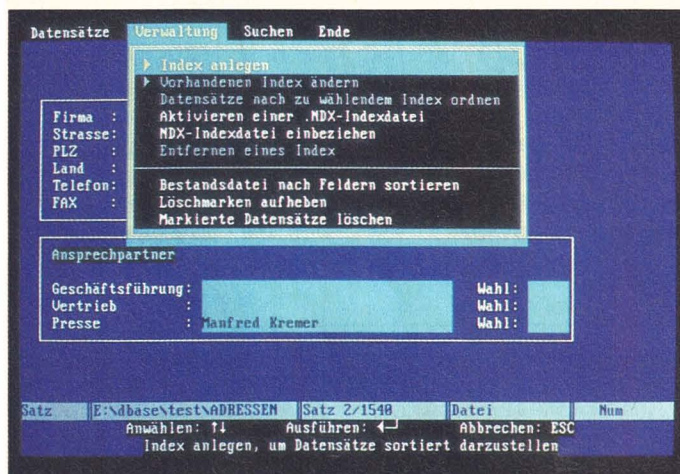 Datensätze Verwaltung Suchen Ende
Index anlegen
Vorhandenen Index ändern
Datensätze nach zu wählendem Index ordnen
Aktivieren einer .NDX-Indexdatei
NDX-Indexdatei einbeziehen
Entfernen eines Index
Bestandsdatei nach Feldern sortieren
Löschmarken aufheben
Markierte Datensätze löschen
Firma :
Strasse:
PLZ :
Land :
Telefon:
FAX :
Ansprechpartner
Geschäftsführung: Wahl:
Vertrieb : Wahl:
Presse : Manfred Kremer Wahl:
Satz E:\dbase\test\ADRESSEN Satz 2/1540 Datei Num
Anwählen: ↑↓ Ausführen: ↵ Abbrechen: ESC
Index anlegen, um Datensätze sortiert darzustellen